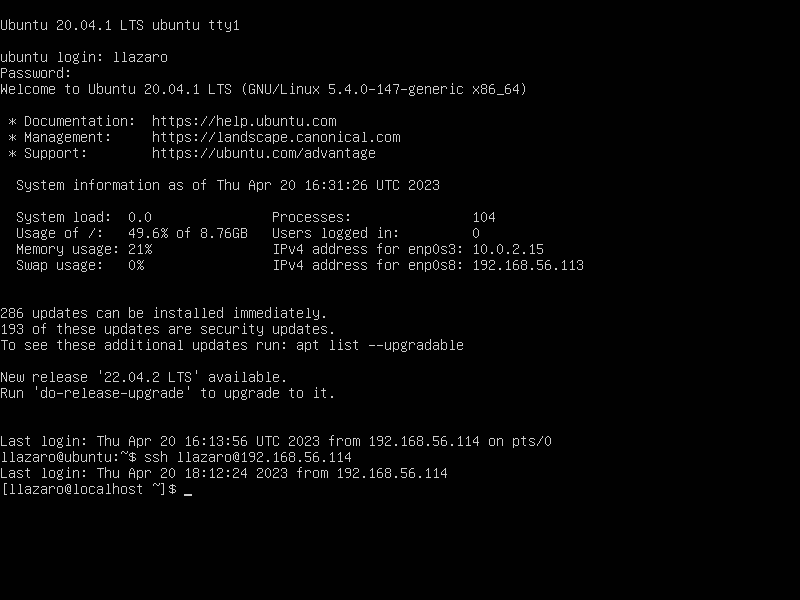 Ubuntu 20.04.1 LTS ubuntu tty1
ubuntu login: llazaro
Password:
Welcome to Ubuntu 20.04.1 LTS (GNU/Linux 5.4.0-147-generic x86_64)
* Documentation:  https://help.ubuntu.com
* Management:     https://landscape.canonical.com
* Support:        https://ubuntu.com/advantage
System information as of Thu Apr 20 16:31:26 UTC 2023
System load:  0.0               Processes:               104
Usage of /:   49.6% of 8.76GB   Users logged in:         0
Memory usage: 21%               IPv4 address for enp0s3: 10.0.2.15
Swap usage:   0%                IPv4 address for enp0s8: 192.168.56.113
286 updates can be installed immediately.
193 of these updates are security updates.
To see these additional updates run: apt list --upgradable
New release '22.04.2 LTS' available.
Run 'do-release-upgrade' to upgrade to it.
Last login: Thu Apr 20 16:13:56 UTC 2023 from 192.168.56.114 on pts/0
llazaro@ubuntu:~$ ssh llazaro@192.168.56.114
Last login: Thu Apr 20 18:12:24 2023 from 192.168.56.114
[llazaro@localhost ~]$ _